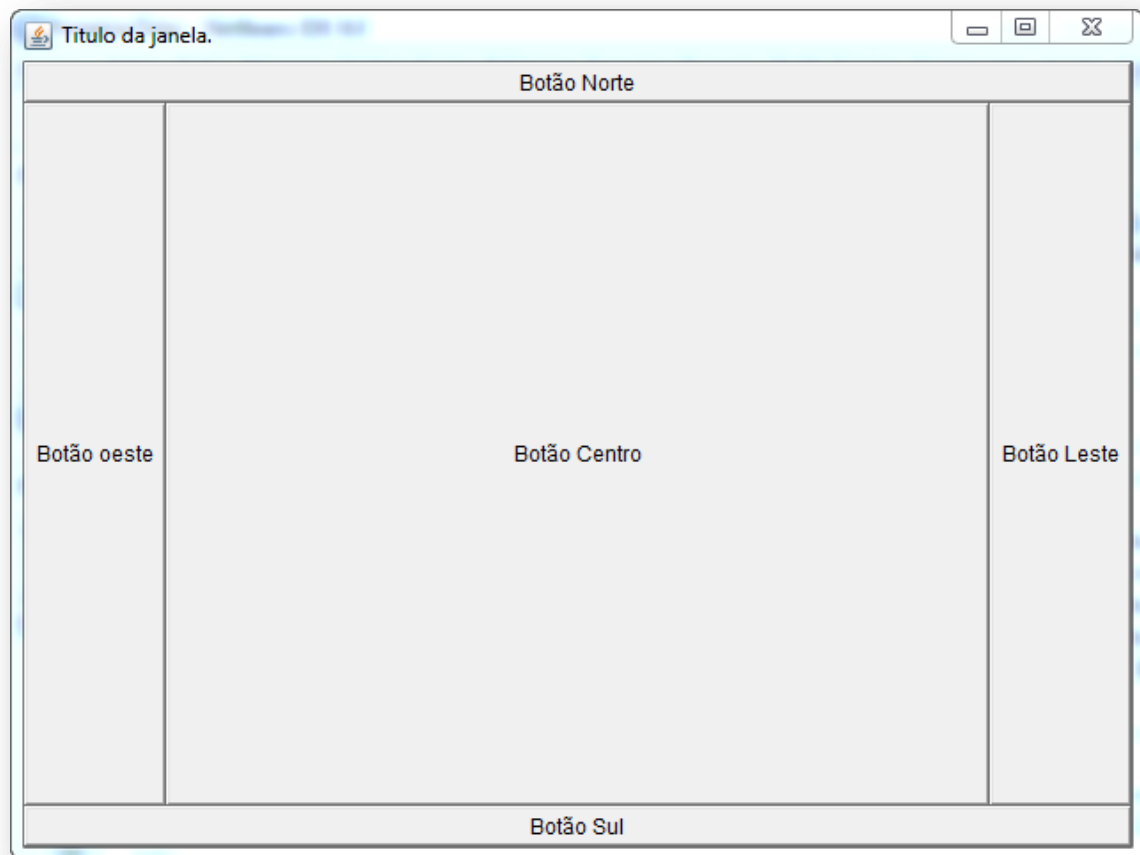 Titulo da janela.
Botão Norte
Botão oeste
Botão Centro
Botão Leste
Botão Sul